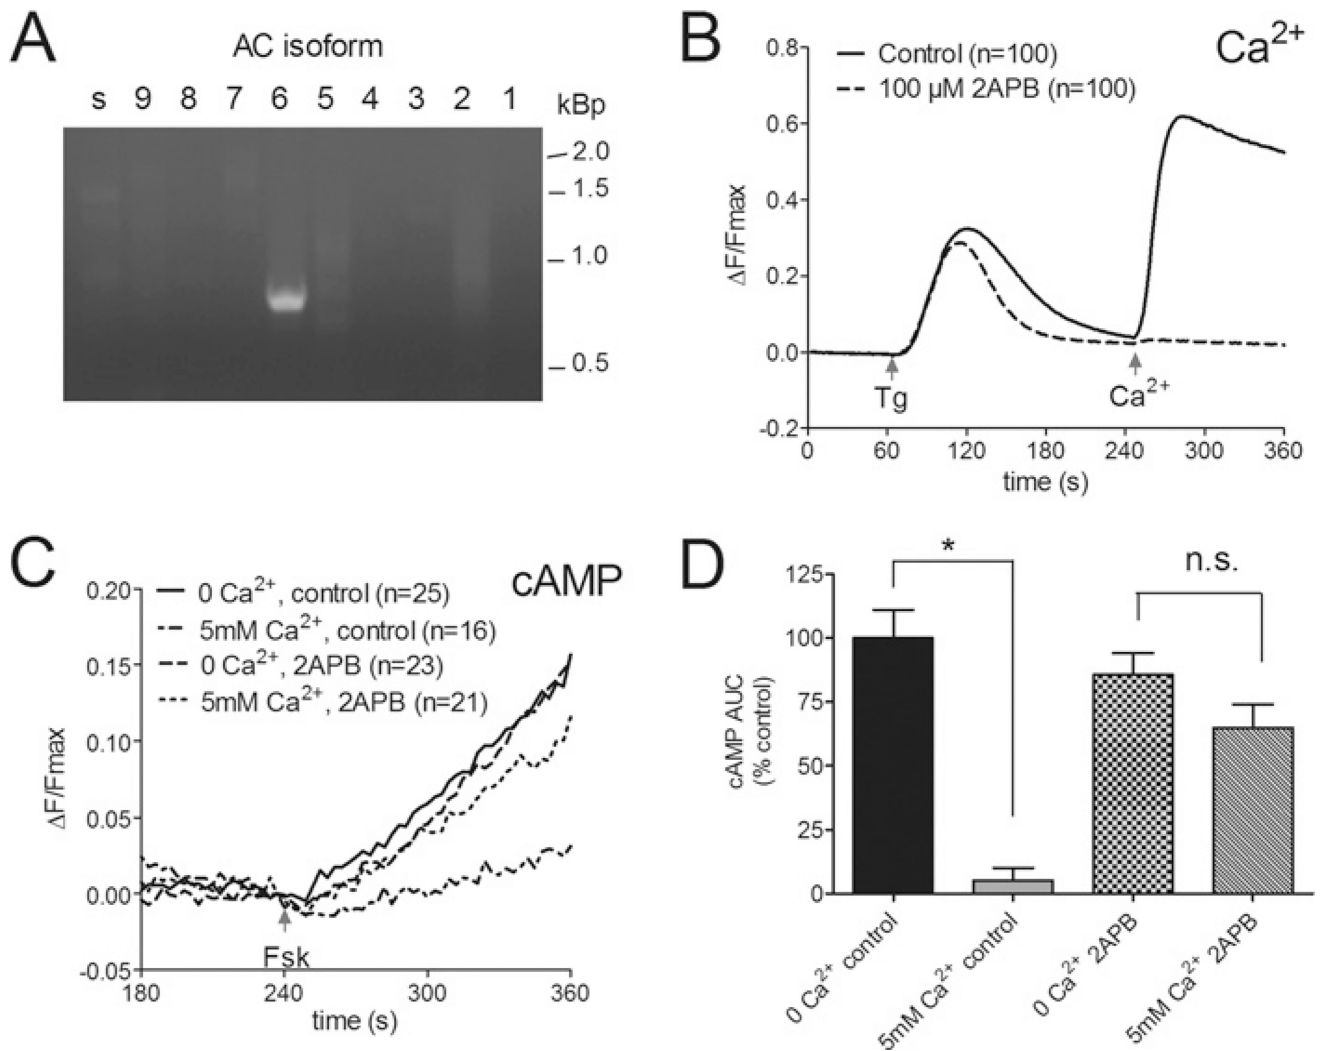 A
AC isoform
s 9 8 7 6 5 4 3 2 1 kBp
2.0
1.5
1.0
0.5
B
Ca²⁺
Control (n=100)
100 µM 2APB (n=100)
ΔF/Fmax
0.8
0.6
0.4
0.2
0.0
-0.2
Tg
Ca²⁺
0 60 120 180 240 300 360
time (s)
C
cAMP
0 Ca²⁺, control (n=25)
5mM Ca²⁺, control (n=16)
0 Ca²⁺, 2APB (n=23)
5mM Ca²⁺, 2APB (n=21)
ΔF/Fmax
0.20
0.15
0.10
0.05
0.00
-0.05
Fsk
180 240 300 360
time (s)
D
*
n.s.
cAMP AUC
(% control)
125
100
75
50
25
0
0 Ca²⁺ control
5mM Ca²⁺ control
0 Ca²⁺ 2APB
5mM Ca²⁺ 2APB